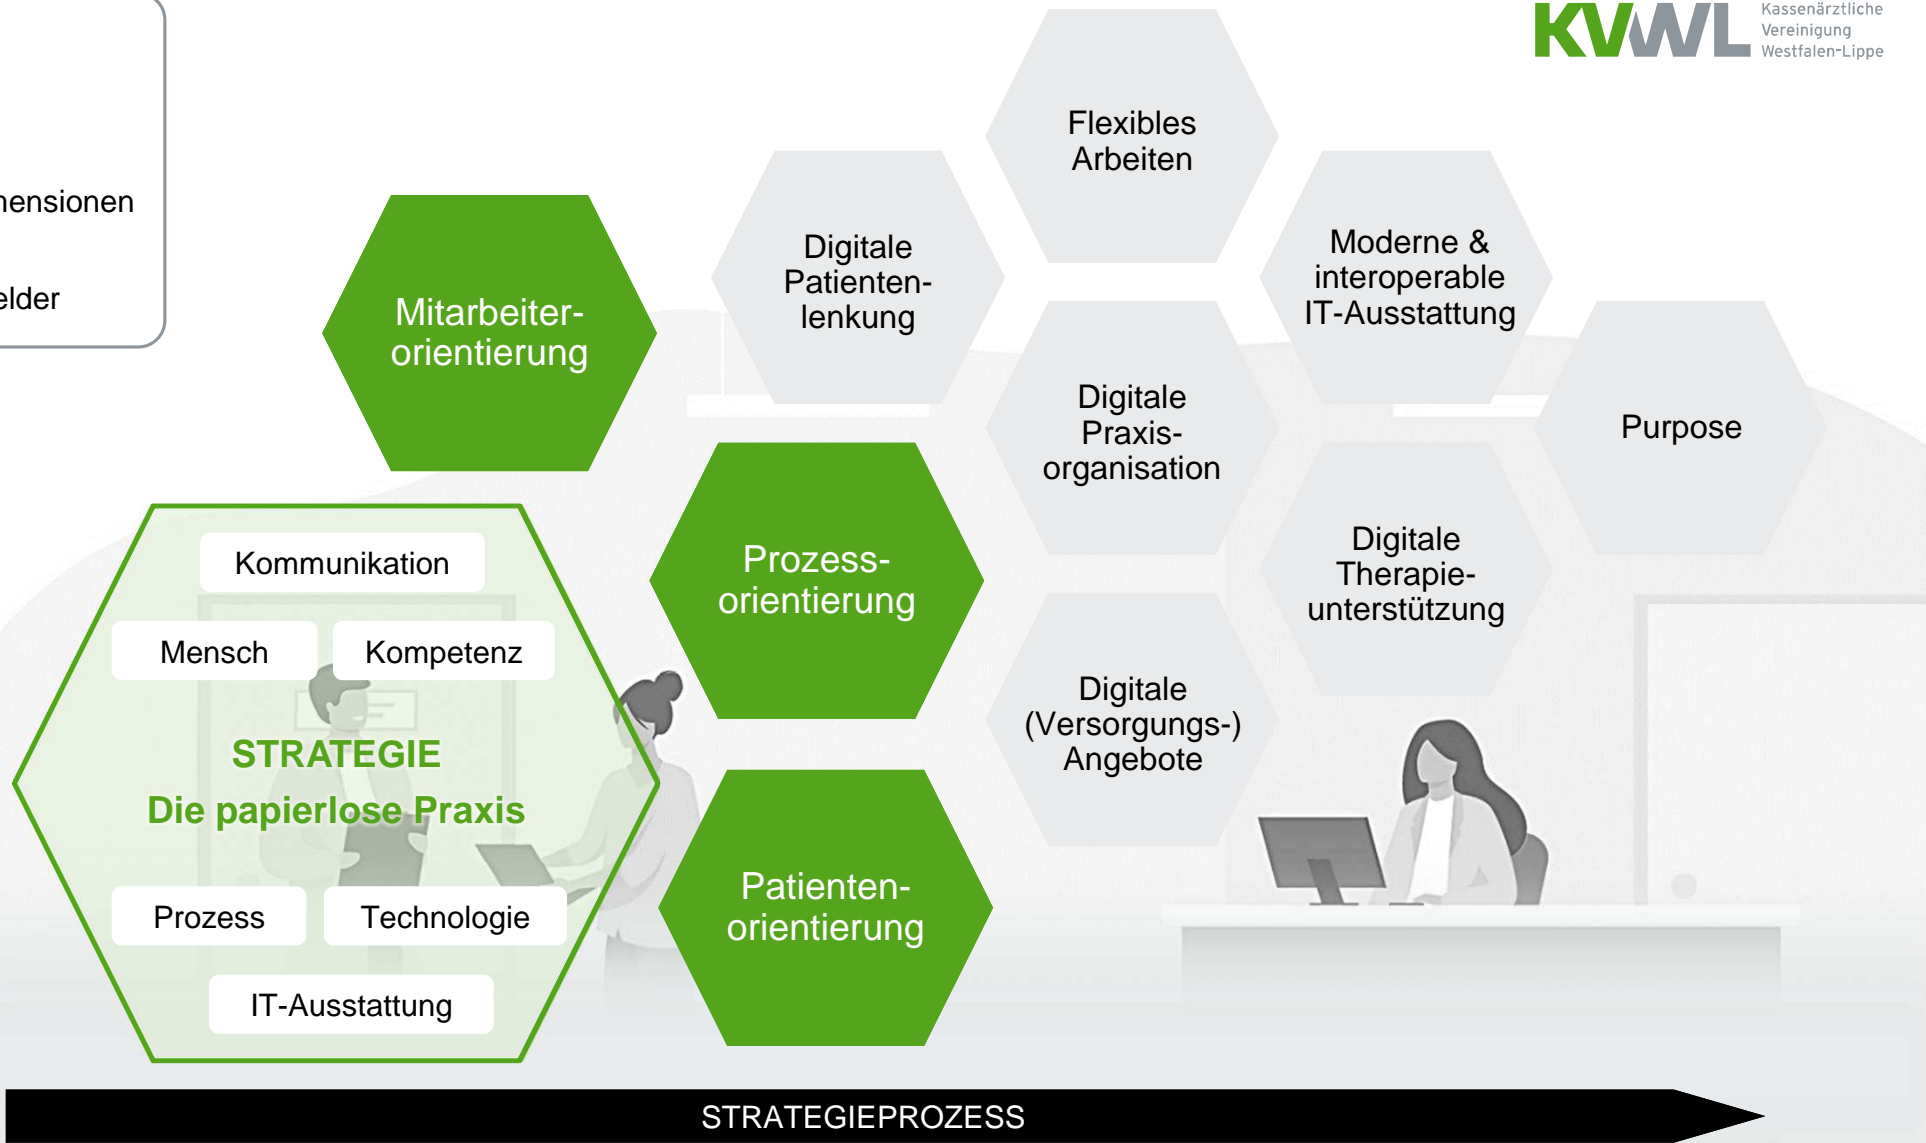 KVWL
Kassenärztliche
Vereinigung
Westfalen-Lippe
Flexibles
Arbeiten
Digitale
Patienten-
lenkung
Moderne &
interoperable
IT-Ausstattung
Mitarbeiter-
orientierung
Digitale
Praxis-
organisation
Purpose
Prozess-
orientierung
Digitale
Therapie-
unterstützung
Digitale
(Versorgungs-)
Angebote
Patienten-
orientierung
Kommunikation
Mensch
Kompetenz
STRATEGIE
Die papierlose Praxis
Prozess
Technologie
IT-Ausstattung
STRATEGIEPROZESS